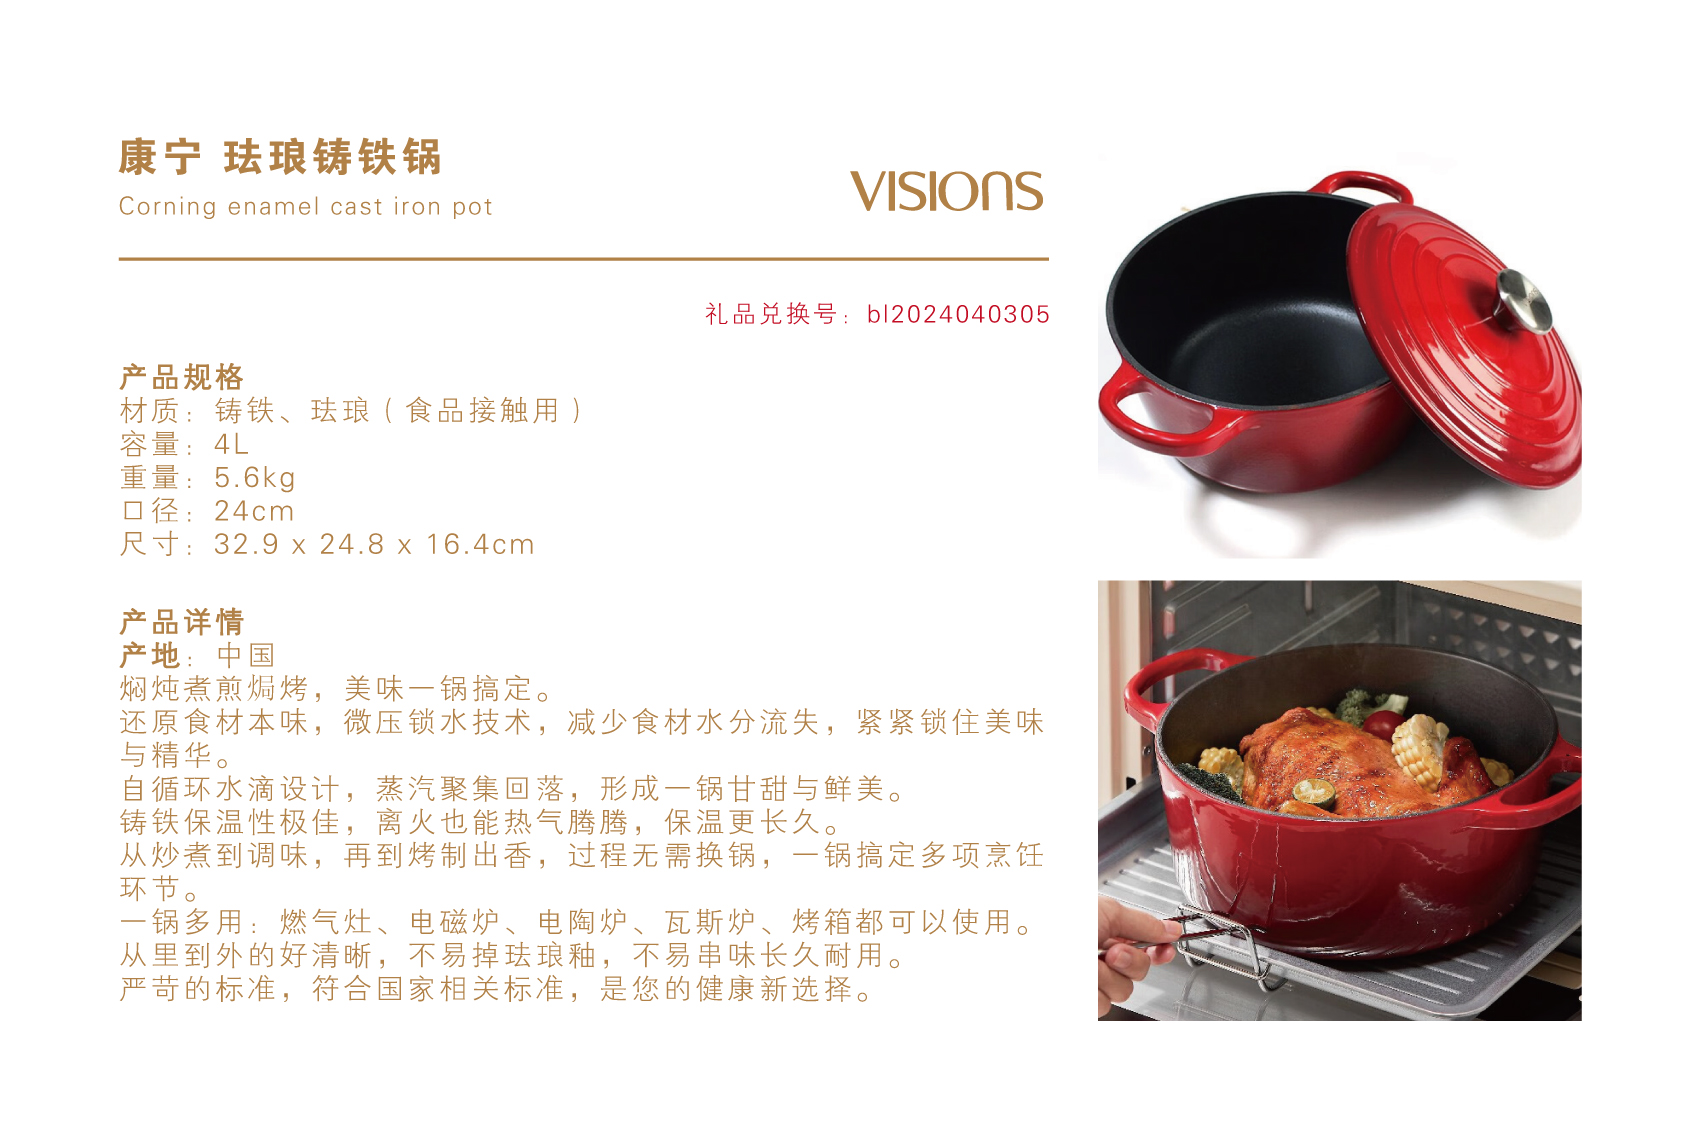 康宁 珐琅铸铁锅
Corning enamel cast iron pot
VISIONS
礼品兑换号：bl2024040305
产品规格
材质：铸铁、珐琅（食品接触用）
容量：4L
重量：5.6kg
口径：24cm
尺寸：32.9 x 24.8 x 16.4cm
产品详情
产地：中国
焖炖煮煎焗烤，美味一锅搞定。
还原食材本味，微压锁水技术，减少食材水分流失，紧紧锁住美味
与精华。
自循环水滴设计，蒸汽聚集回落，形成一锅甘甜与鲜美。
铸铁保温性极佳，离火也能热气腾腾，保温更长久。
从炒煮到调味，再到烤制出香，过程无需换锅，一锅搞定多项烹饪
环节。
一锅多用：燃气灶、电磁炉、电陶炉、瓦斯炉、烤箱都可以使用。
从里到外的好清晰，不易掉珐琅釉，不易串味长久耐用。
严苛的标准，符合国家相关标准，是您的健康新选择。